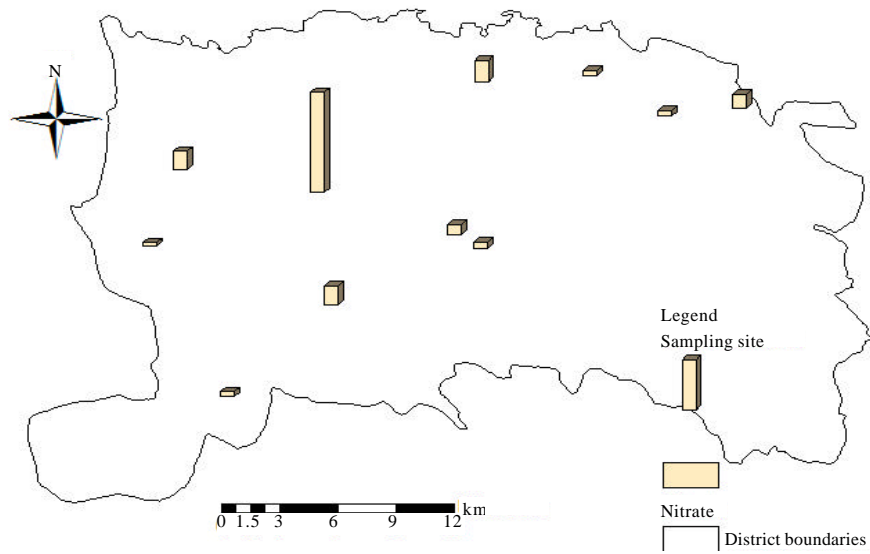 N
Legend
Sampling site
Nitrate
District boundaries
km
0 1.5 3 6 9 12